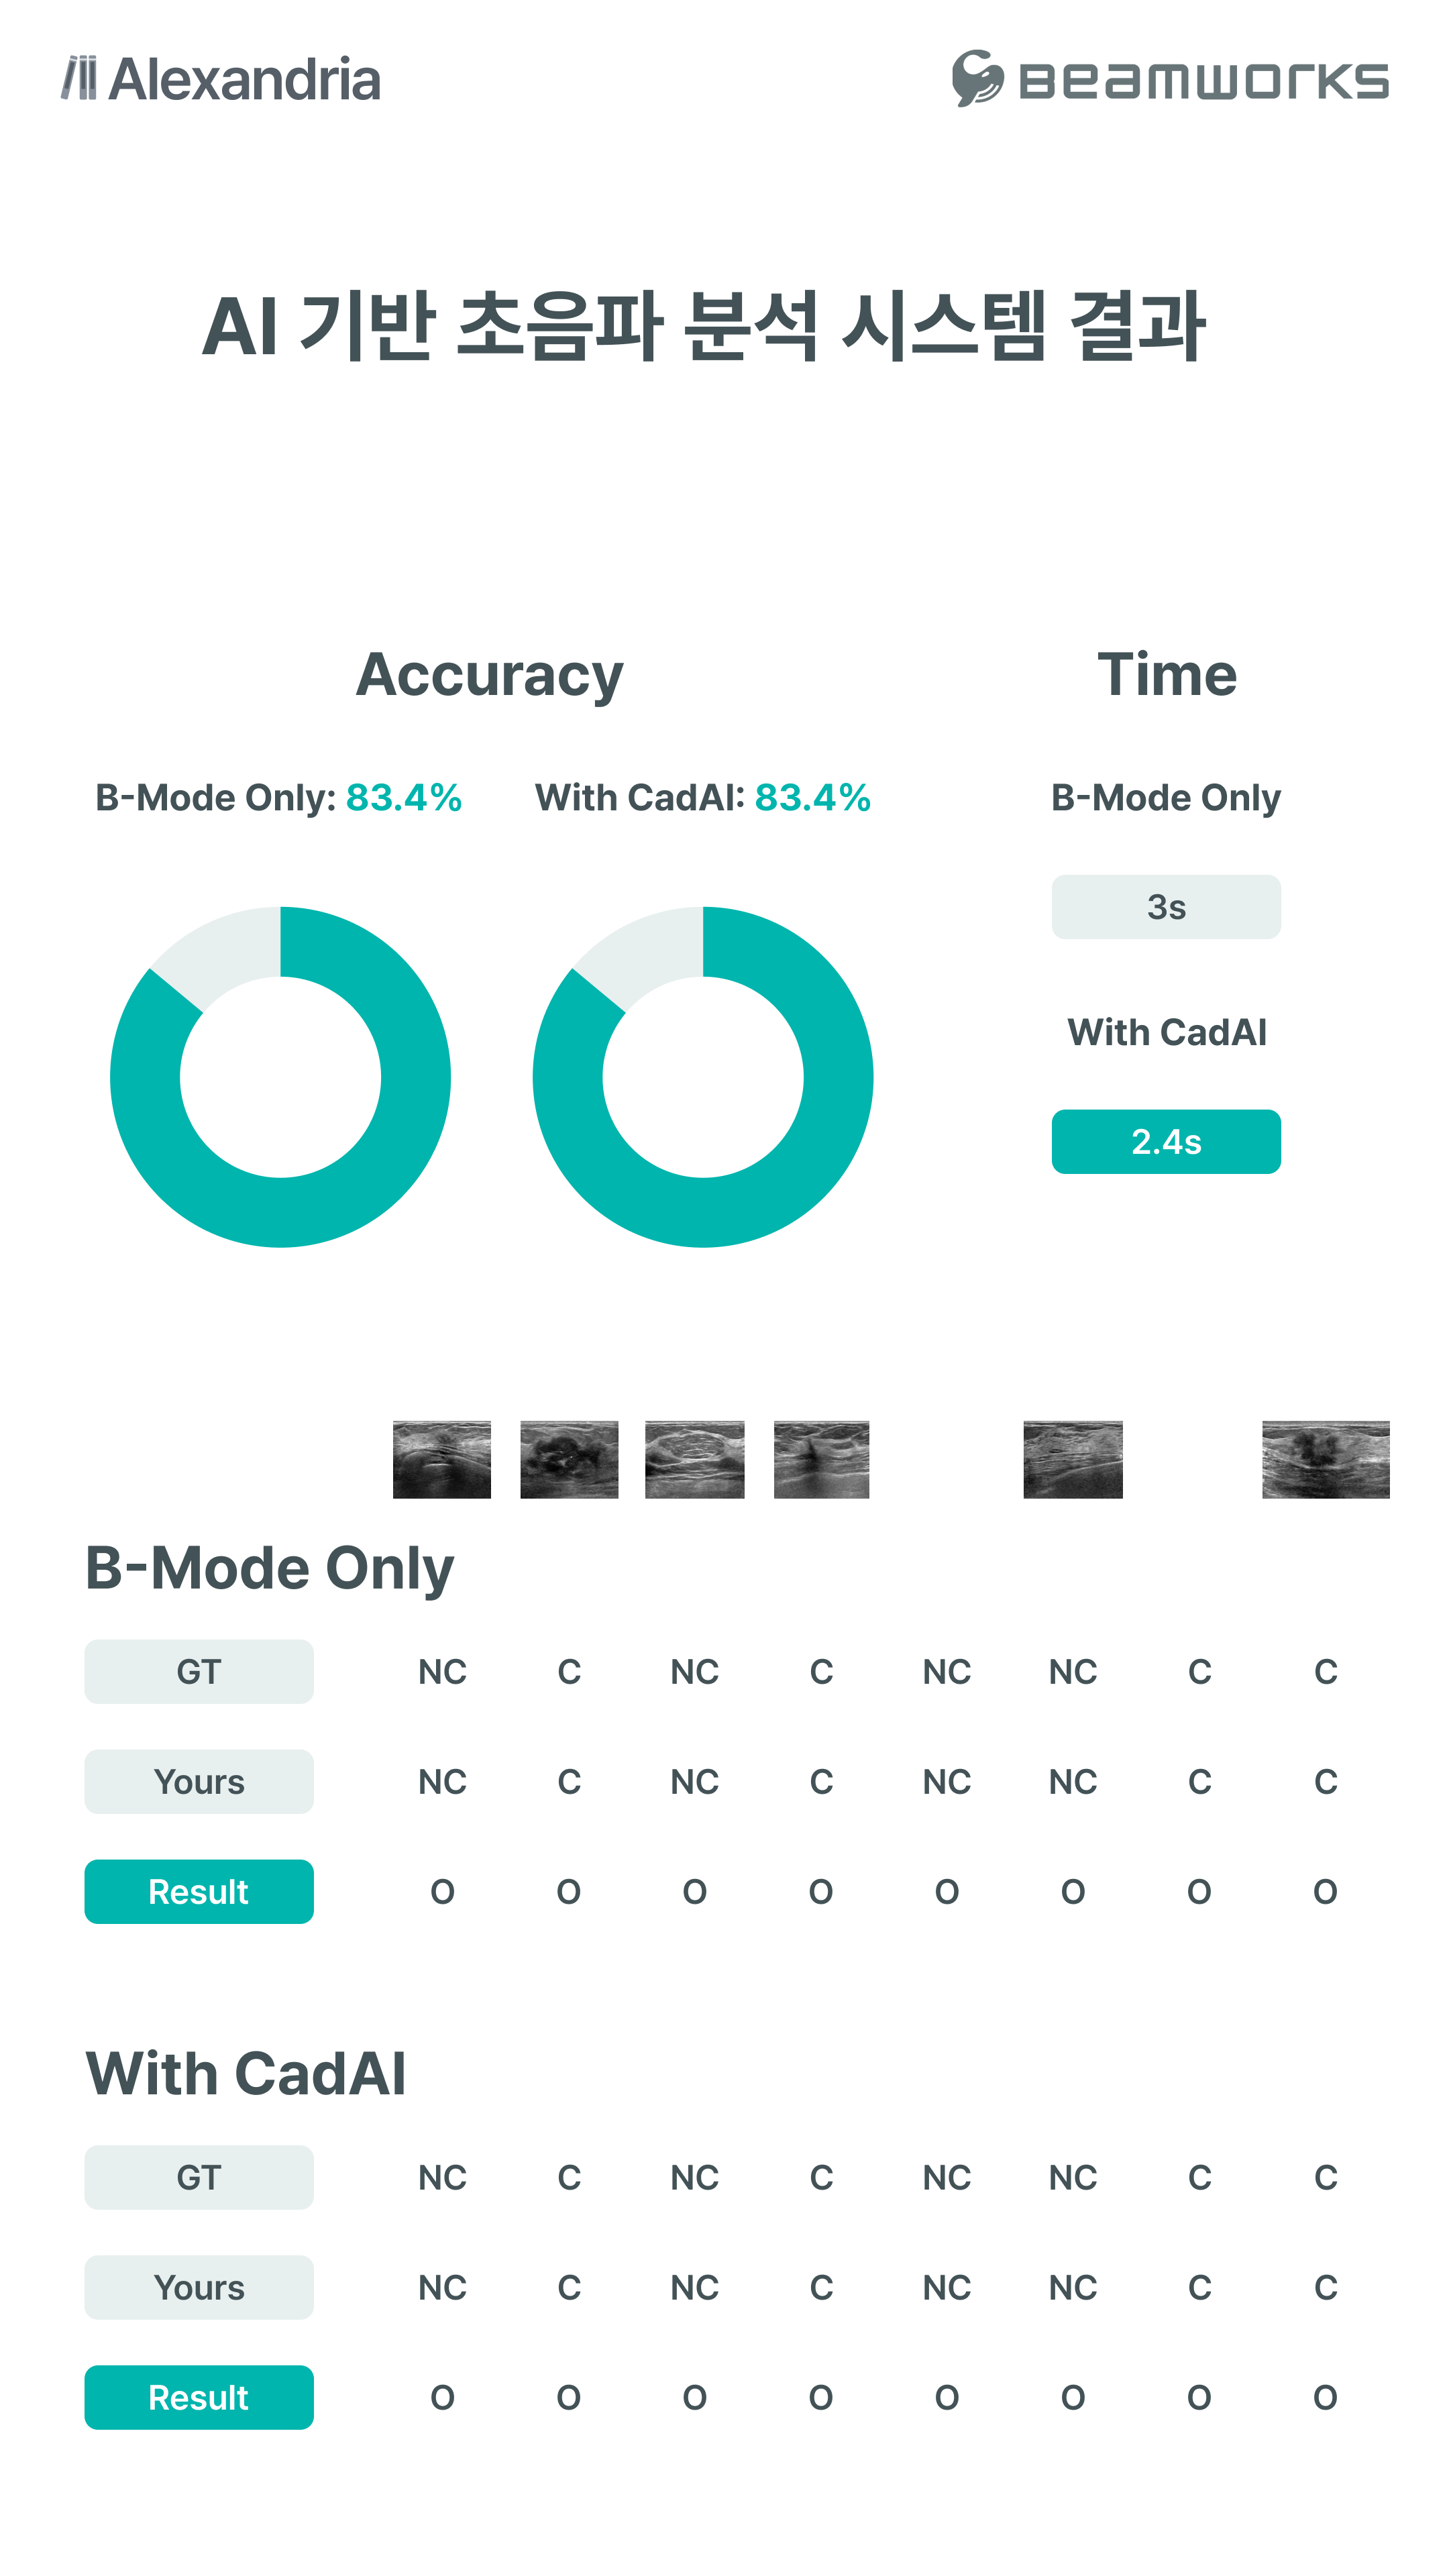 Alexandria
BEAMWORKS
AI 기반 초음파 분석 시스템 결과
Accuracy
Time
B-Mode Only: 83.4%
With CadAI: 83.4%
B-Mode Only
3s
With CadAI
2.4s
B-Mode Only
GT NC C NC C NC NC C C
Yours NC C NC C NC NC C C
Result O O O O O O O O
With CadAI
GT NC C NC C NC NC C C
Yours NC C NC C NC NC C C
Result O O O O O O O O